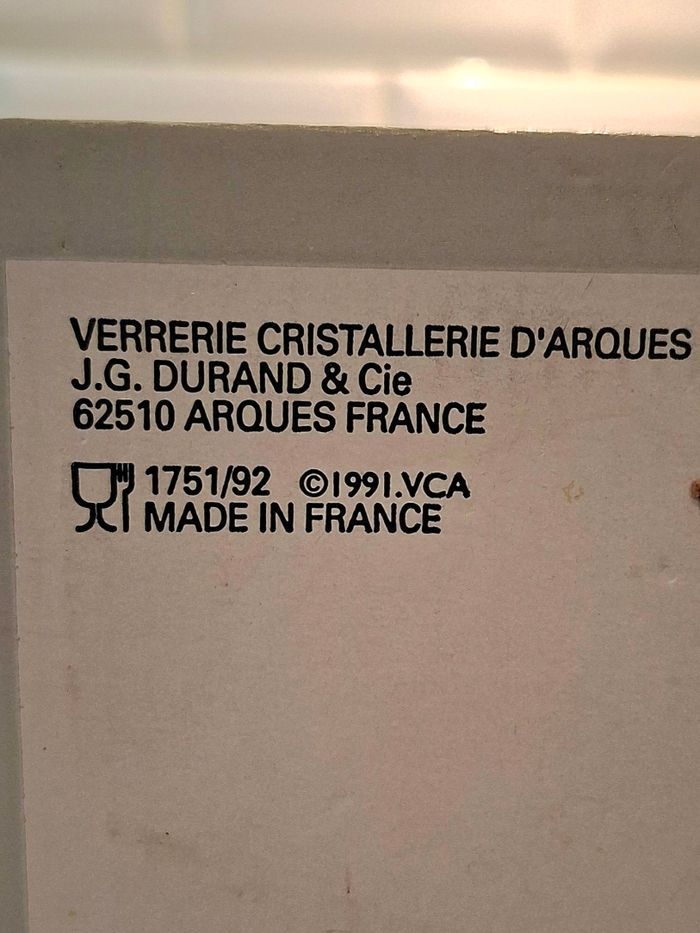 VERRERIE CRISTALLERIE D'ARQUES
J.G. DURAND & Cie
62510 ARQUES FRANCE
1751/92 ©1991.VCA
MADE IN FRANCE